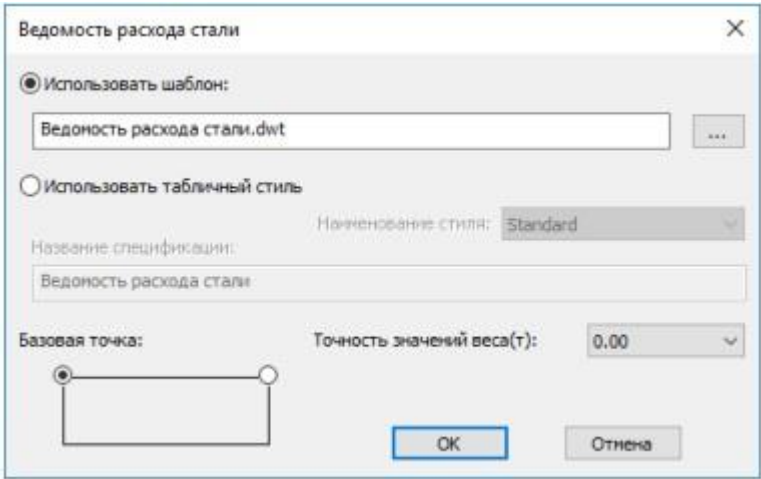 Ведомость расхода стали
Использовать шаблон:
Ведомость расхода стали.dwt
...
Использовать табличный стиль
Наименование стиля: Standard
Название спецификации:
Ведомость расхода стали
Базовая точка:
Точность значений веса(т): 0.00
OK
Отмена